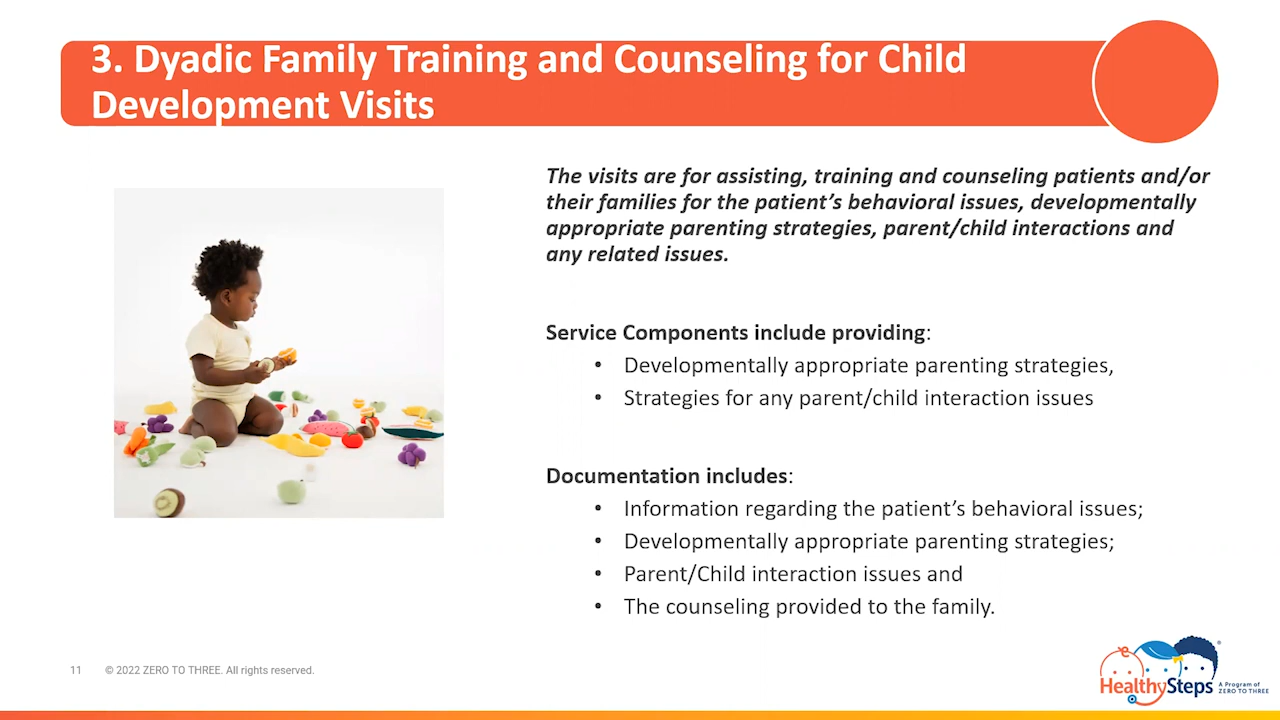 3. Dyadic Family Training and Counseling for Child
Development Visits
The visits are for assisting, training and counseling patients and/or
their families for the patient's behavioral issues, developmentally
appropriate parenting strategies, parent/child interactions and
any related issues.
Service Components include providing:
• Developmentally appropriate parenting strategies,
• Strategies for any parent/child interaction issues
Documentation includes:
• Information regarding the patient's behavioral issues;
• Developmentally appropriate parenting strategies;
• Parent/Child interaction issues and
• The counseling provided to the family.
11 © 2022 ZERO TO THREE. All rights reserved.
HealthySteps ®
A Program of
ZERO TO THREE